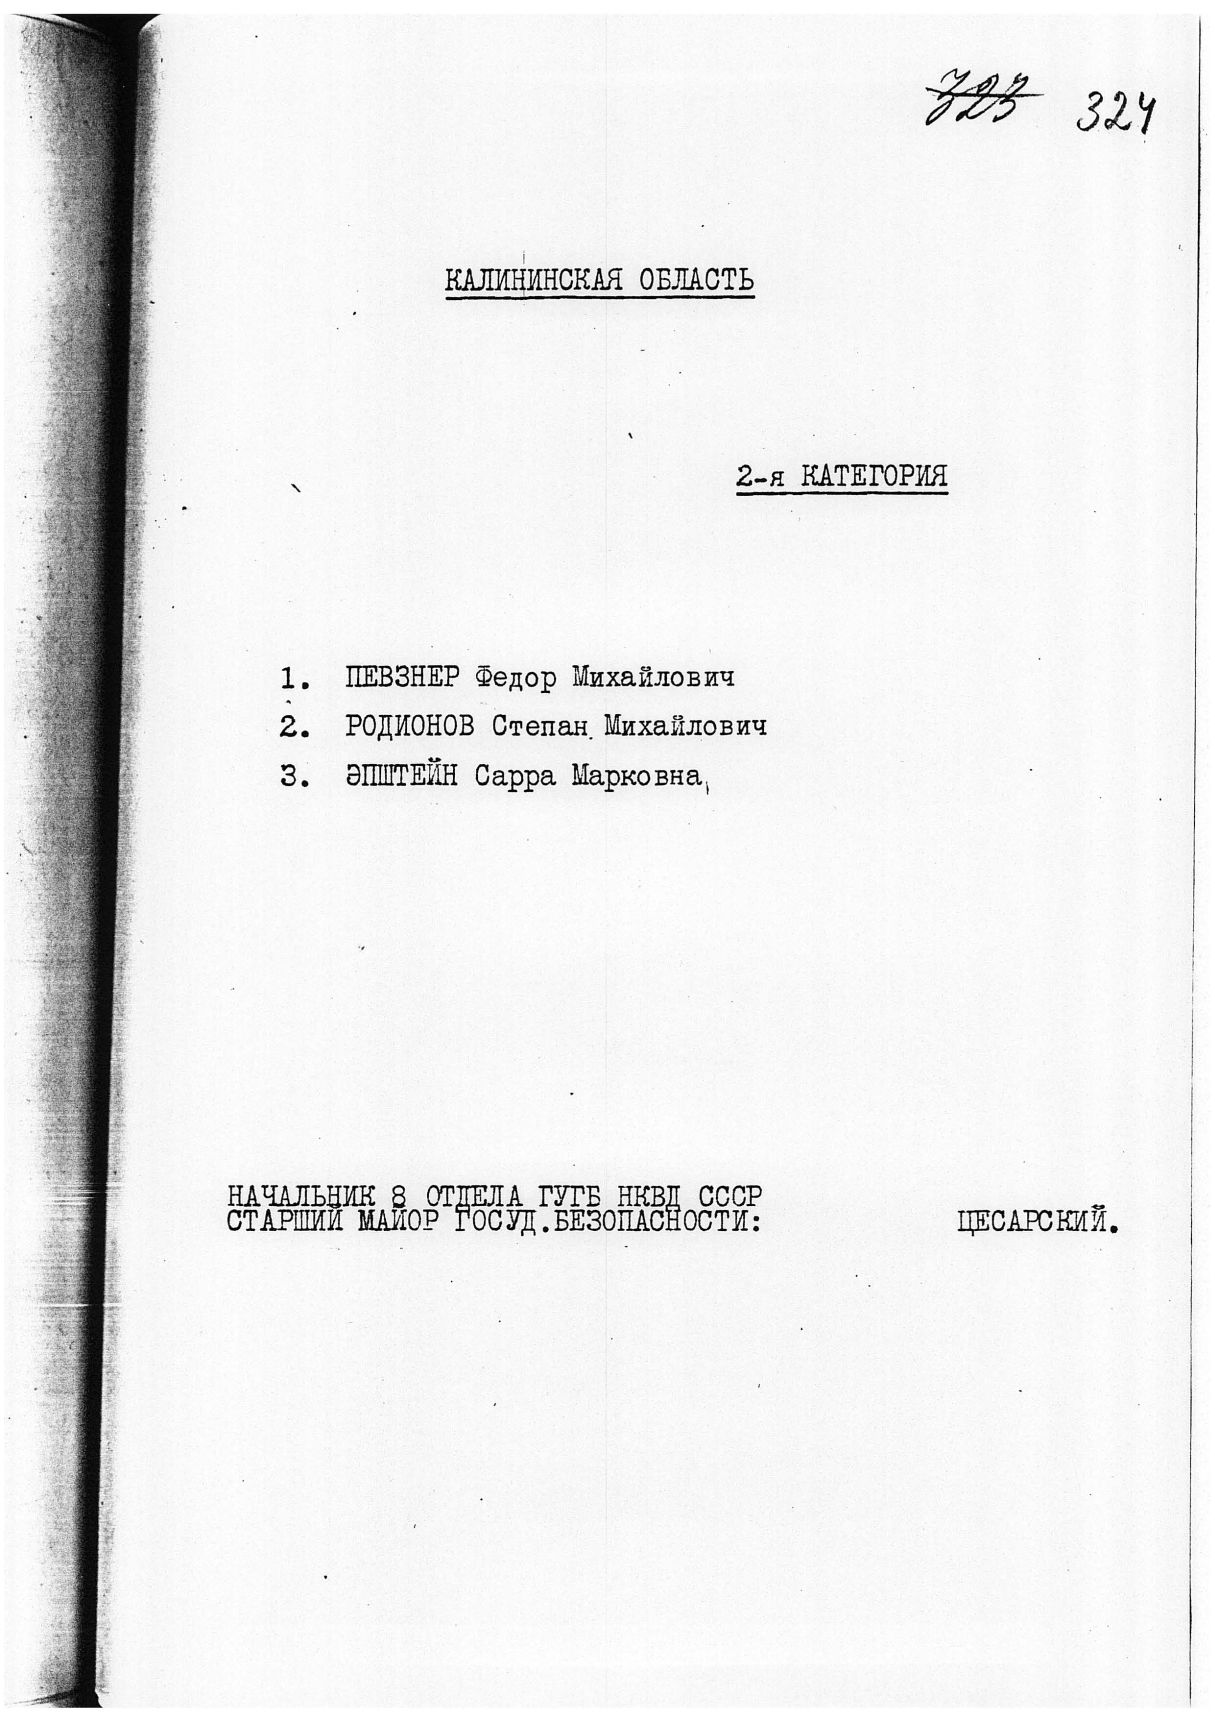 323 324
КАЛИНИНСКАЯ ОБЛАСТЬ
2-я КАТЕГОРИЯ
1. ПЕВЗНЕР Федор Михайлович
2. РОДИОНОВ Степан Михайлович
3. ЭПШТЕЙН Сарра Марковна
НАЧАЛЬНИК 8 ОТДЕЛА ГУГБ НКВД СССР
СТАРШИЙ МАЙОР ГОСУД.БЕЗОПАСНОСТИ: ЦЕСАРСКИЙ.